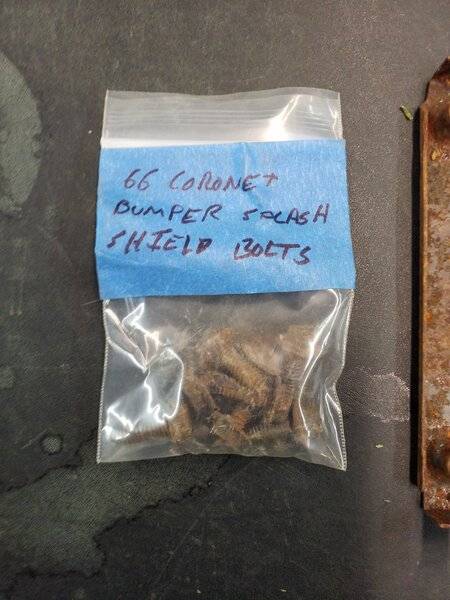 66 CORONET
BUMPER SPLASH
SHIELD BOLTS